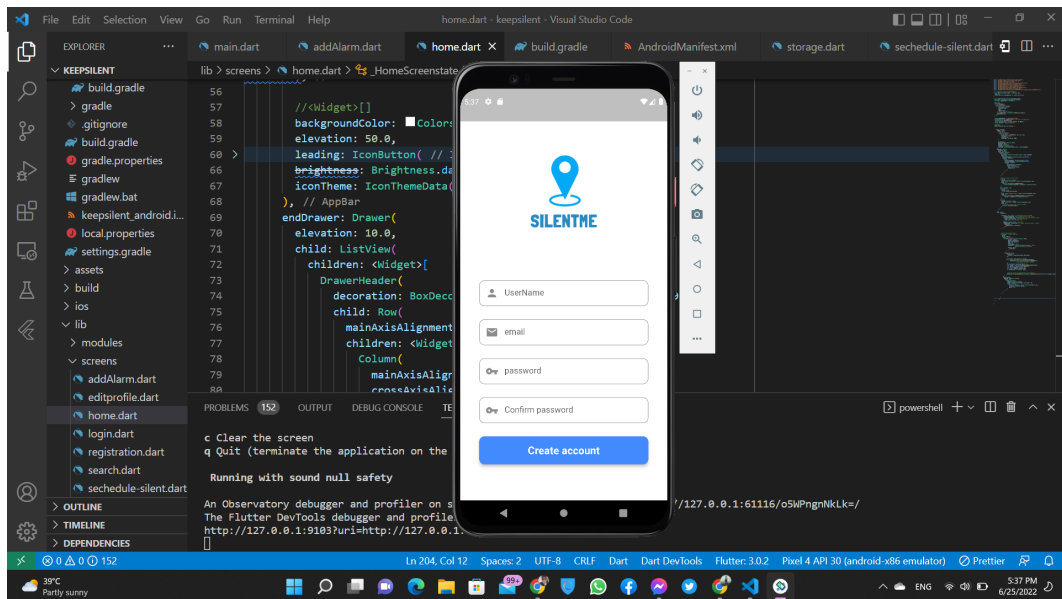 File Edit Selection View Go Run Terminal Help
home.dart - keepsilent - Visual Studio Code
EXPLORER
main.dart
addAlarm.dart
home.dart
build.gradle
AndroidManifest.xml
storage.dart
sechedule-silent.dart
KEEPSILENT
lib > screens > home.dart > _HomeScreenstate
build.gradle
gradle
.gitignore
build.gradle
gradle.properties
gradlew
gradlew.bat
keepsilent_android.i...
local.properties
settings.gradle
assets
build
ios
lib
modules
screens
addAlarm.dart
editprofile.dart
home.dart
login.dart
registration.dart
search.dart
sechedule-silent.dart
OUTLINE
TIMELINE
DEPENDENCIES
56
57 //<Widget>[]
58 backgroundColor: Colors
59 elevation: 50.0,
60 leading: IconButton( //
66 brightness: Brightness.da
67 iconTheme: IconThemeData(
68 ), // AppBar
69 endDrawer: Drawer(
70 elevation: 10.0,
71 child: ListView(
72 children: <Widget>[
73 DrawerHeader(
74 decoration: BoxDeco
75 child: Row(
76 mainAxisAlignment
77 children: <Widget
78 Column(
79 mainAxisAlign
80 crossAxisAlig
5:37
SILENTME
UserName
email
password
Confirm password
Create account
PROBLEMS 152 OUTPUT DEBUG CONSOLE TE
powershell
c Clear the screen
q Quit (terminate the application on the
Running with sound null safety
An Observatory debugger and profiler on s
//127.0.0.1:61116/o5WPngnNkLk=/
The Flutter DevTools debugger and profile
http://127.0.0.1:9103?uri=http://127.0.0.1:
0 0 152
Ln 204, Col 12 Spaces: 2 UTF-8 CRLF Dart Dart DevTools Flutter: 3.0.2 Pixel 4 API 30 (android-x86 emulator) Prettier
39°C
Partly sunny
99+
ENG
5:37 PM
6/25/2022